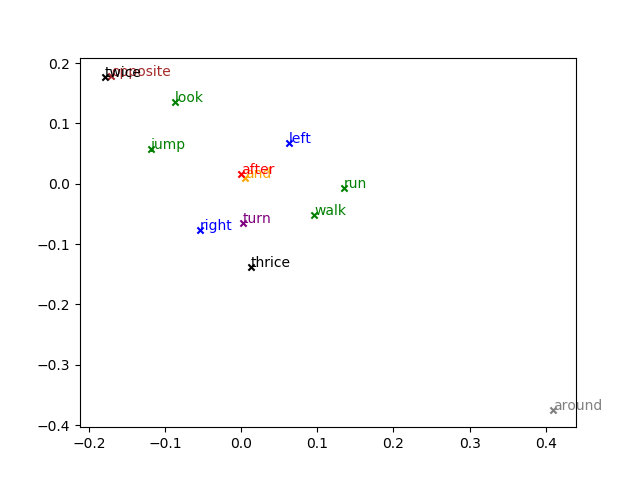 0.2
0.1
0.0
−0.1
−0.2
−0.3
−0.4
−0.2
−0.1
0.0
0.1
0.2
0.3
0.4
twice
opposite
look
jump
left
after
and
run
walk
right
turn
thrice
around